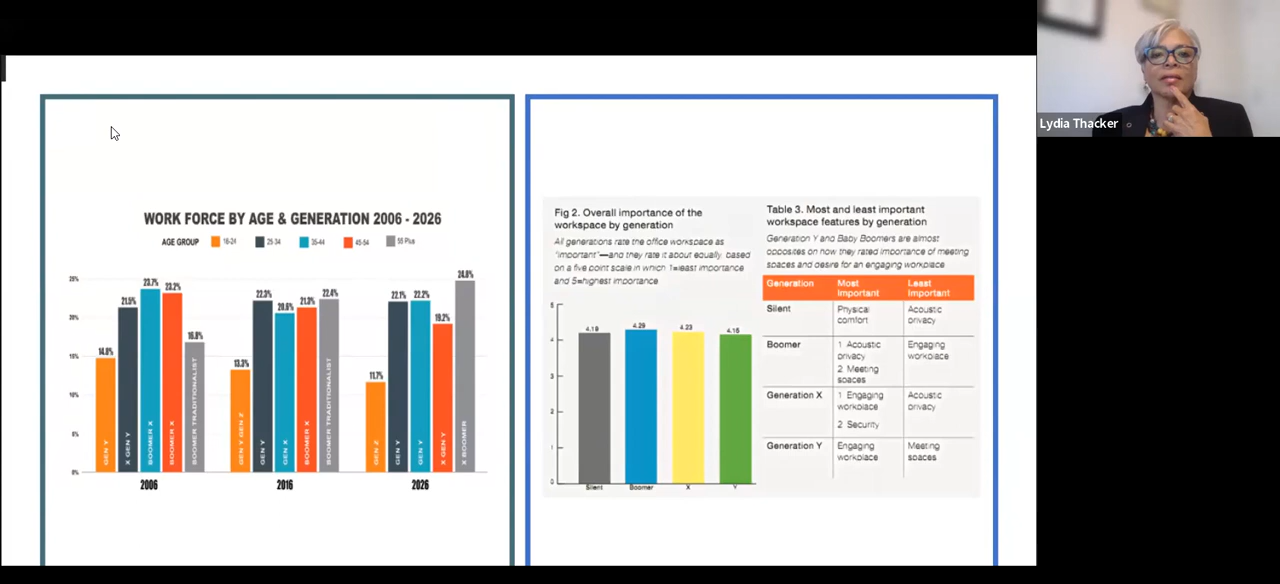 Lydia Thacker
WORK FORCE BY AGE & GENERATION 2006 - 2026
AGE GROUP 16-24 25-34 35-44 45-54 55 Plus
25%
20%
15%
10%
5%
0%
14.8%
21.5%
23.7%
23.2%
16.8%
GEN Y
X GEN Y
BOOMER X
BOOMER X
BOOMER TRADITIONALIST
2006
13.3%
22.3%
20.6%
21.3%
22.4%
GEN Y GEN Z
GEN Y
GEN X
BOOMER X
BOOMER TRADITIONALIST
2016
11.7%
22.1%
22.2%
19.2%
24.8%
GEN Z
GEN Y
GEN Y
X GEN Y
X BOOMER
2026
Fig 2. Overall importance of the
workspace by generation
All generations rate the office workspace as
"important"—and they rate it about equally, based
on a five point scale in which 1=least importance
and 5=highest importance
5
4
3
2
1
0
4.19
4.29
4.23
4.15
Silent Boomer X Y
Table 3. Most and least important
workspace features by generation
Generation Y and Baby Boomers are almost
opposites on how they rated importance of meeting
spaces and desire for an engaging workplace
Generation Most Least
Important Important
Silent Physical Acoustic
comfort privacy
Boomer 1 Acoustic Engaging
privacy workplace
2 Meeting
spaces
Generation X 1 Engaging Acoustic
workplace privacy
2 Security
Generation Y Engaging Meeting
workplace spaces